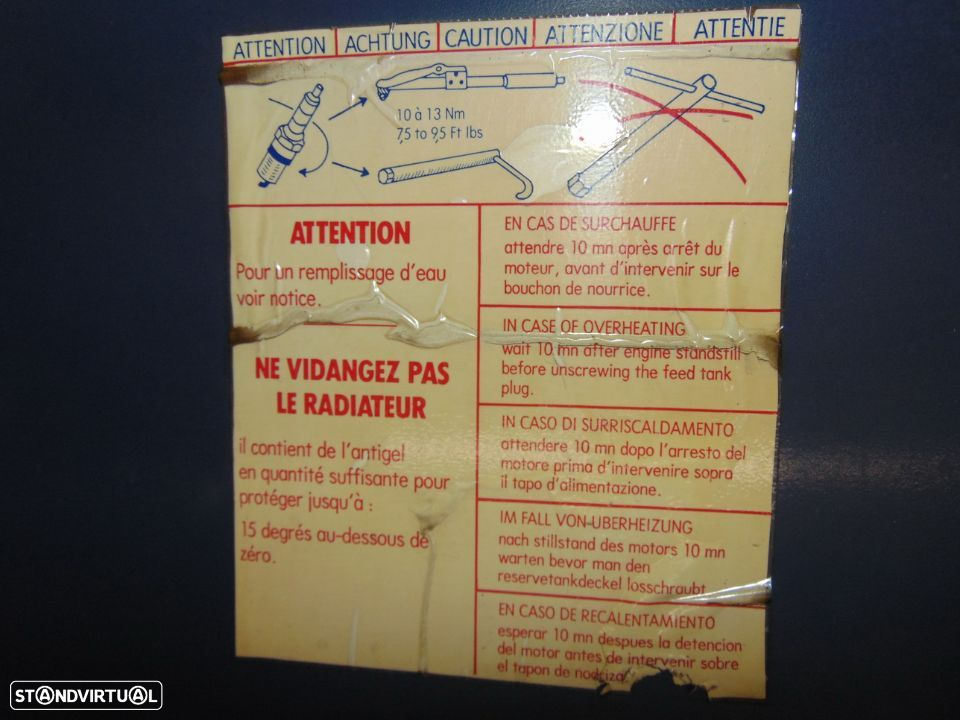 ATTENTION ACHTUNG CAUTION ATTENZIONE ATTENTIE
10 à 13 Nm
7,5 to 9,5 Ft lbs
ATTENTION
Pour un remplissage d'eau
voir notice.
NE VIDANGEZ PAS
LE RADIATEUR
il contient de l'antigel
en quantité suffisante pour
protéger jusqu'à :
15 degrés au-dessous de
zéro.
EN CAS DE SURCHAUFFE
attendre 10 mn après arrêt du
moteur, avant d'intervenir sur le
bouchon de nourrice.
IN CASE OF OVERHEATING
wait 10 mn after engine standstill
before unscrewing the feed tank
plug.
IN CASO DI SURRISCALDAMENTO
attendere 10 mn dopo l'arresto del
motore prima d'intervenire sopra
il tapo d'alimentazione.
IM FALL VON-UBERHEIZUNG
nach stillstand des motors 10 mn
warten bevor man den
reservetankdeckel losschraubt
EN CASO DE RECALENTAMIENTO
esperar 10 mn despues la detencion
del motor antes de intervenir sobre
el tapon de nodriza
STANDVIRTUAL